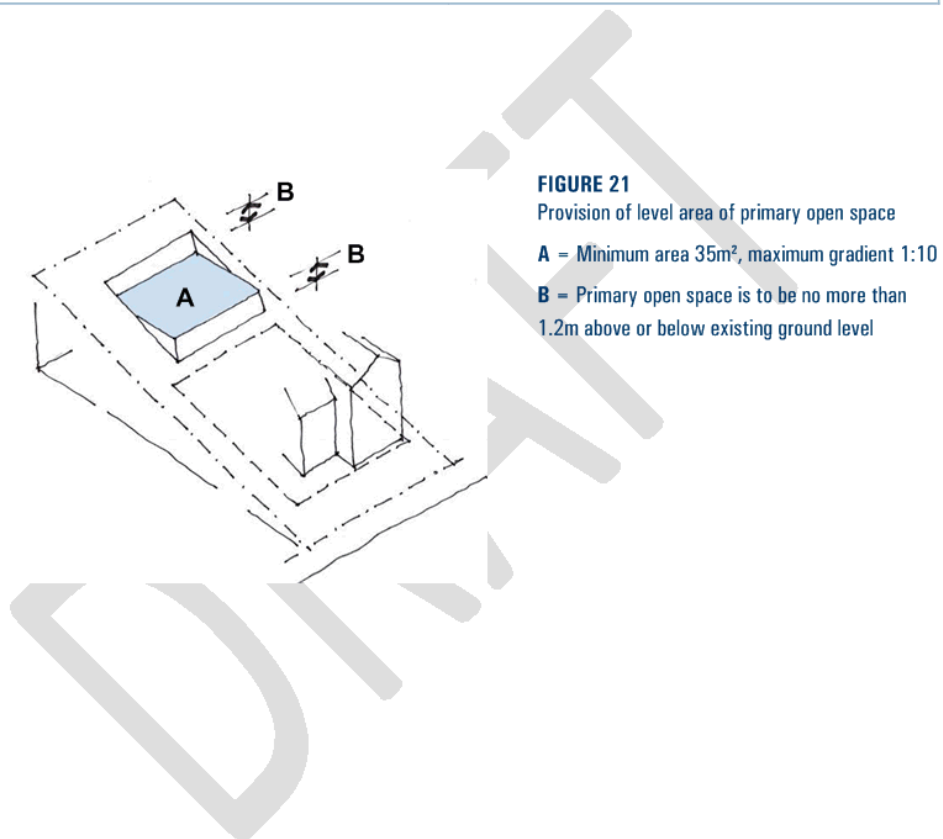 B
B
A
FIGURE 21
Provision of level area of primary open space
A = Minimum area 35m², maximum gradient 1:10
B = Primary open space is to be no more than
1.2m above or below existing ground level
DRAFT